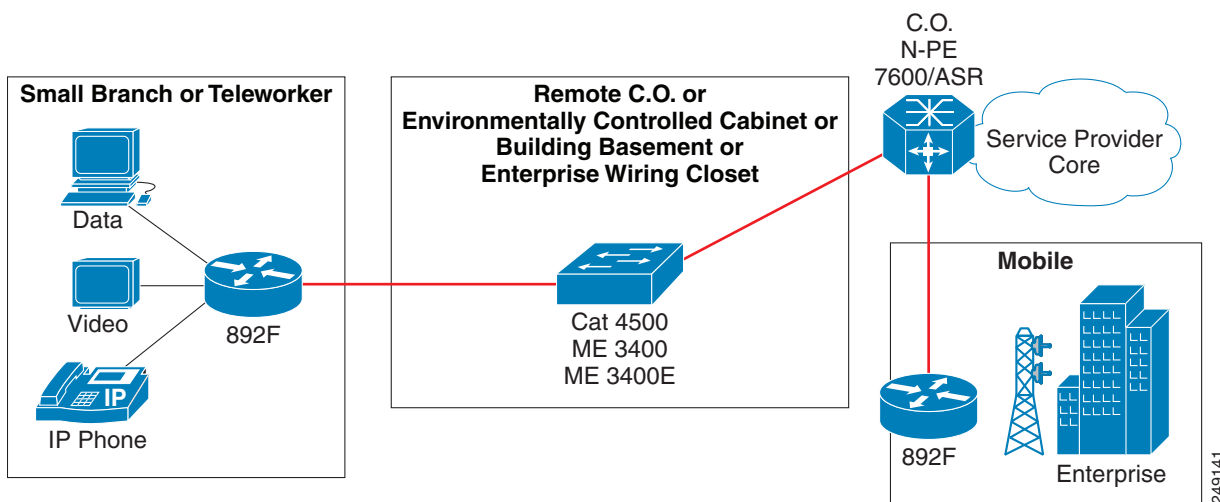 Small Branch or Teleworker
Data
Video
IP
IP Phone
892F
Remote C.O. or
Environmentally Controlled Cabinet or
Building Basement or
Enterprise Wiring Closet
Cat 4500
ME 3400
ME 3400E
C.O.
N-PE
7600/ASR
Service Provider
Core
Mobile
892F
Enterprise
249141